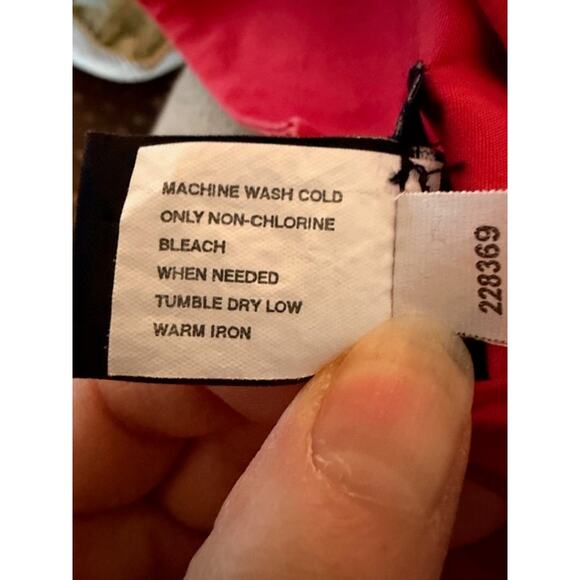 MACHINE WASH COLD
ONLY NON-CHLORINE
BLEACH
WHEN NEEDED
TUMBLE DRY LOW
WARM IRON
228369